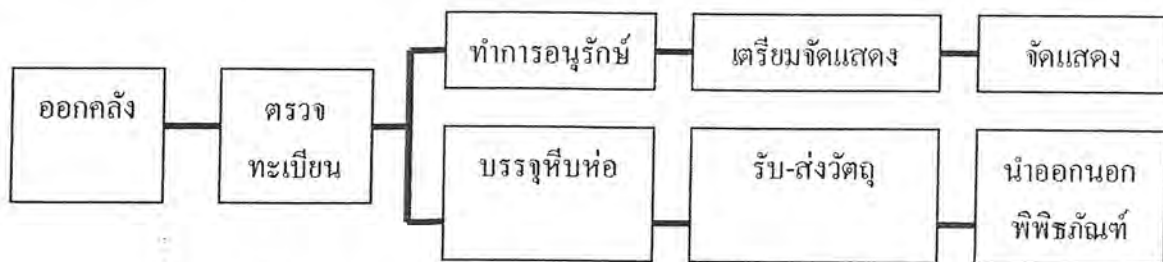 ออกคลัง
ตรวจ
ทะเบียน
ทำการอนุรักษ์
เตรียมจัดแสดง
จัดแสดง
บรรจุหีบห่อ
รับ-ส่งวัตถุ
นำออกนอก
พิพิธภัณฑ์